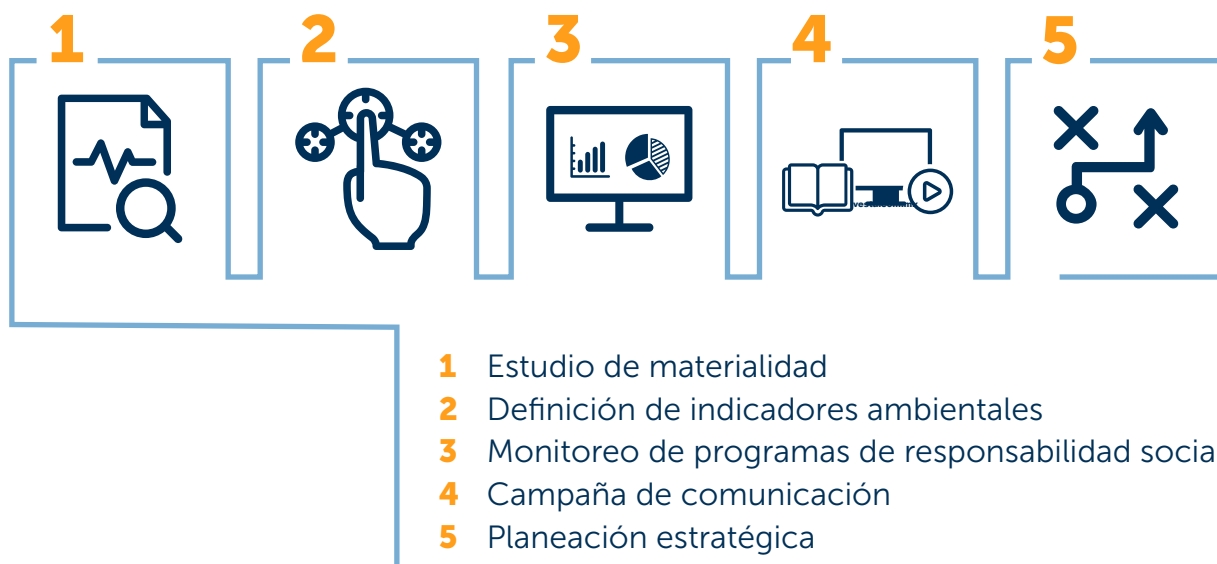 1 2 3 4 5
1 Estudio de materialidad
2 Definición de indicadores ambientales
3 Monitoreo de programas de responsabilidad socia
4 Campaña de comunicación
5 Planeación estratégica